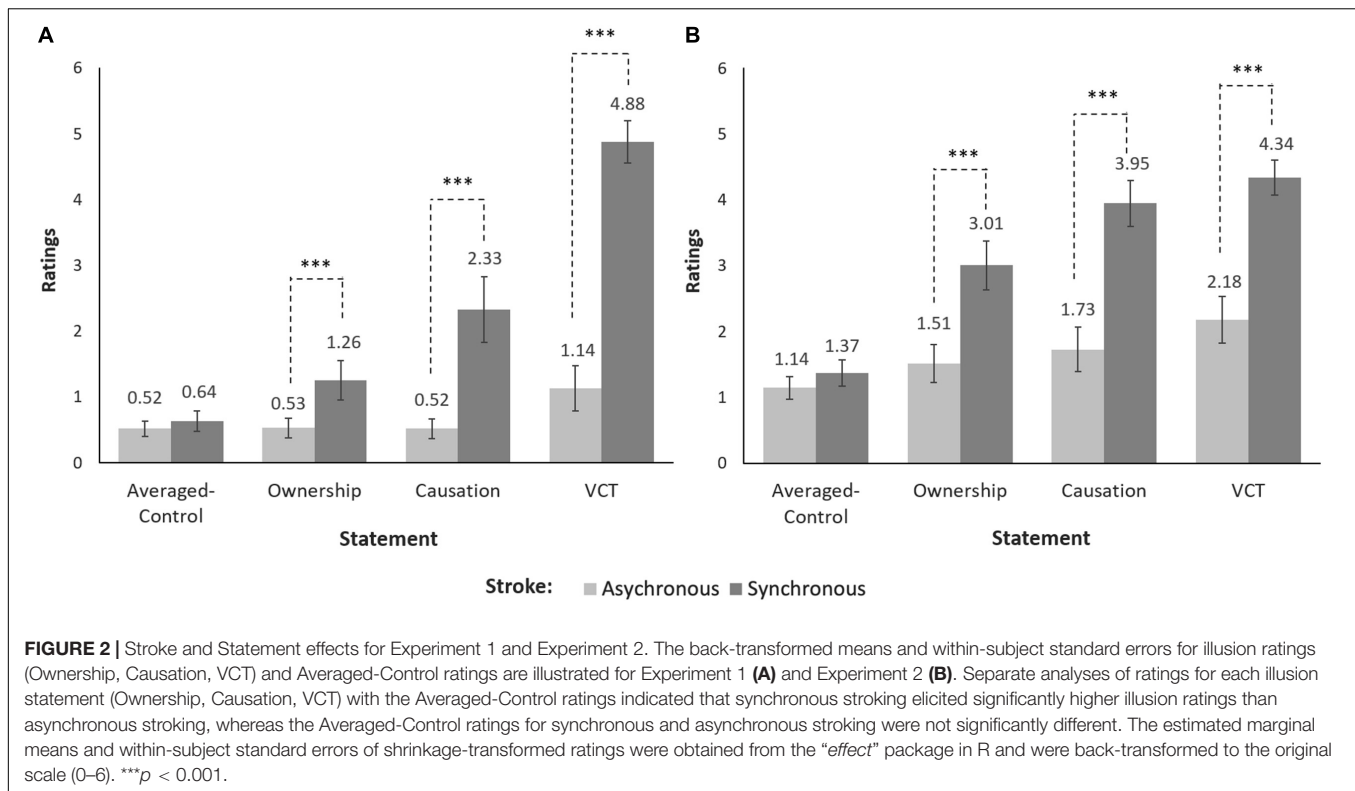 A
***
6
4.88
5
***
4
Ratings
***
2.33
3
2
1.26
1.14
1
0.52
0.64
0.53
0.52
0
Averaged-
Control
Ownership
Causation
VCT
Statement
B
6
***
***
4.34
5
3.95
***
4
3.01
Ratings
3
2.18
1.73
2
1.51
1.14
1.37
1
0
Averaged-
Control
Ownership
Causation
VCT
Statement
Stroke: Asychronous Synchronous
FIGURE 2 | Stroke and Statement effects for Experiment 1 and Experiment 2. The back-transformed means and within-subject standard errors for illusion ratings
(Ownership, Causation, VCT) and Averaged-Control ratings are illustrated for Experiment 1 (A) and Experiment 2 (B). Separate analyses of ratings for each illusion
statement (Ownership, Causation, VCT) with the Averaged-Control ratings indicated that synchronous stroking elicited significantly higher illusion ratings than
asynchronous stroking, whereas the Averaged-Control ratings for synchronous and asynchronous stroking were not significantly different. The estimated marginal
means and within-subject standard errors of shrinkage-transformed ratings were obtained from the “effect” package in R and were back-transformed to the original
scale (0–6). ***p < 0.001.